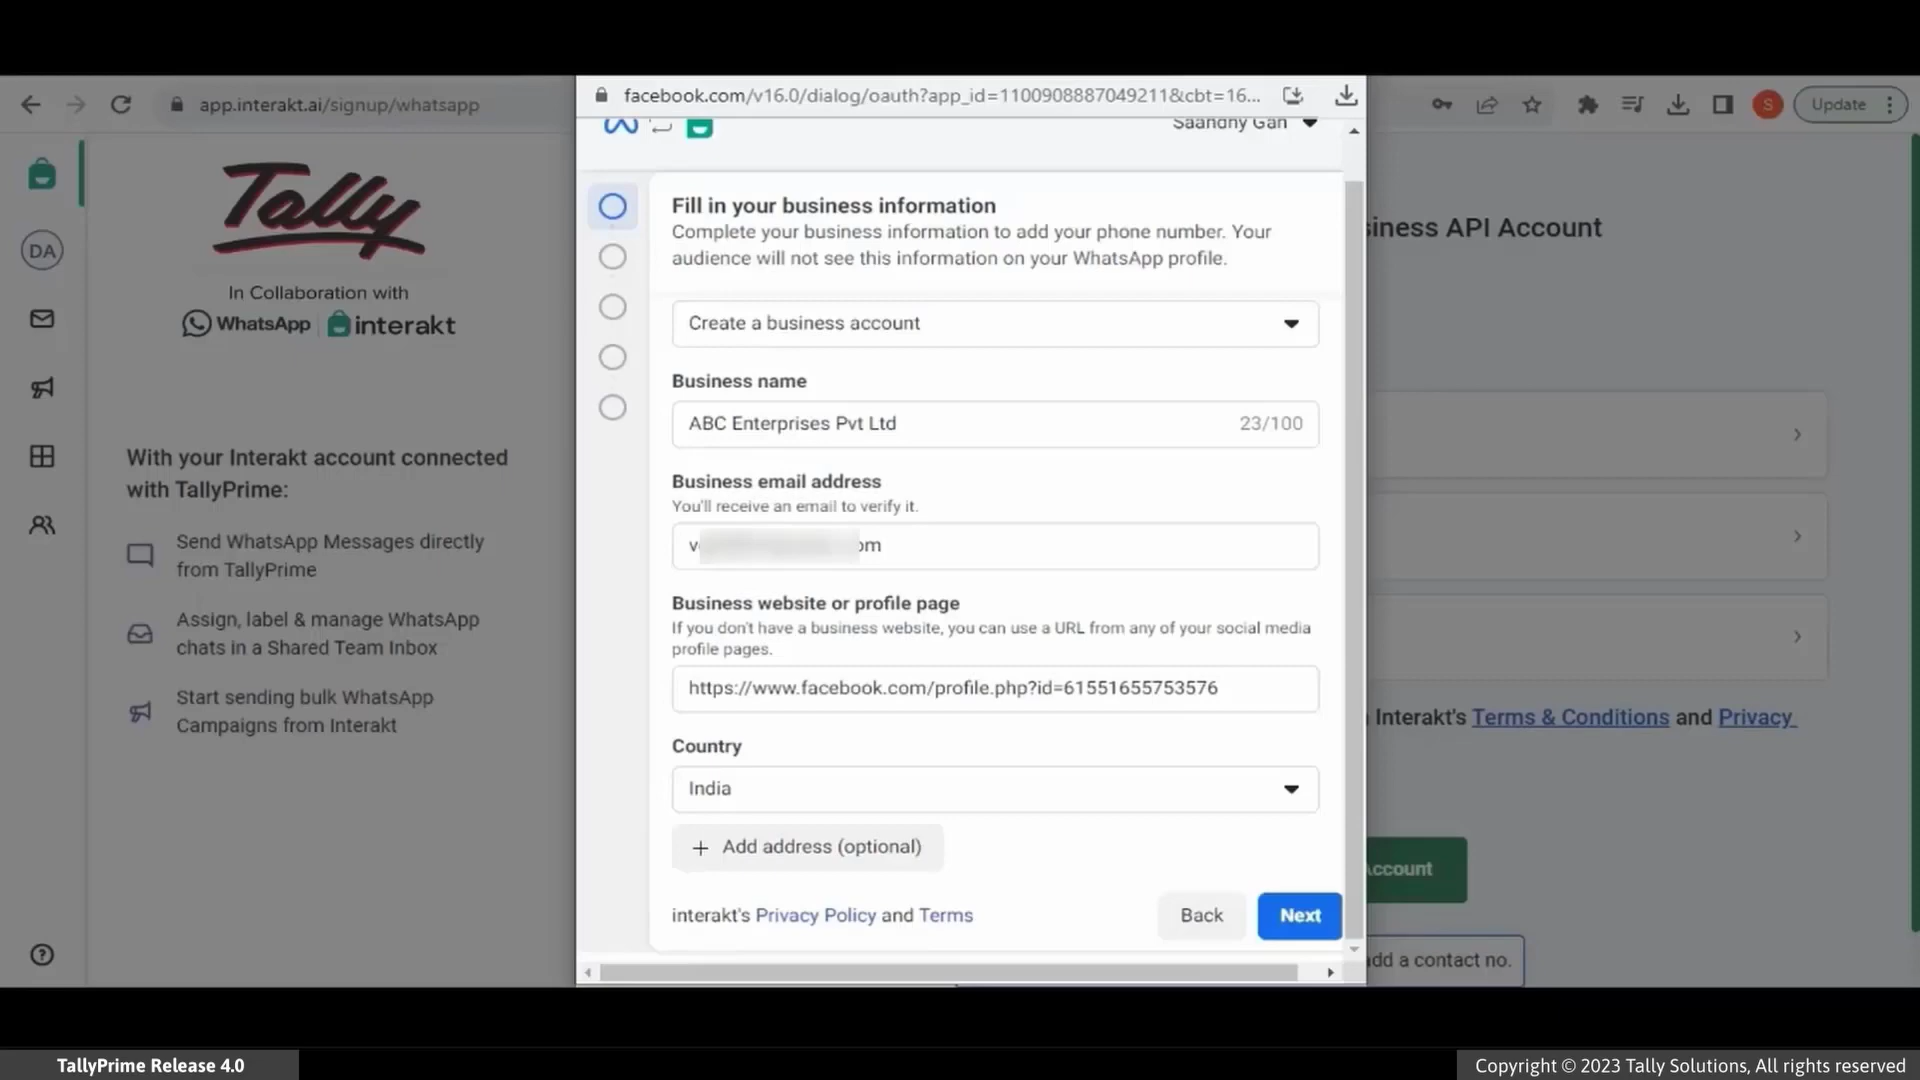 app.interakt.ai/signup/whatsapp
facebook.com/v16.0/dialog/oauth?app_id=1100908887049211&cbt=16...
S
Update
DA
Tally
In Collaboration with
WhatsApp | interakt
With your Interakt account connected
with TallyPrime:
Send WhatsApp Messages directly
from TallyPrime
Assign, label & manage WhatsApp
chats in a Shared Team Inbox
Start sending bulk WhatsApp
Campaigns from Interakt
Saandhy Gan
Fill in your business information
Complete your business information to add your phone number. Your
audience will not see this information on your WhatsApp profile.
Create a business account
Business name
ABC Enterprises Pvt Ltd
23/100
Business email address
You'll receive an email to verify it.
v om
Business website or profile page
If you don't have a business website, you can use a URL from any of your social media
profile pages.
https://www.facebook.com/profile.php?id=61551655753576
Country
India
+ Add address (optional)
interakt's Privacy Policy and Terms
Back
Next
siness API Account
Interakt's Terms & Conditions and Privacy
Account
add a contact no.
TallyPrime Release 4.0
Copyright © 2023 Tally Solutions, All rights reserved